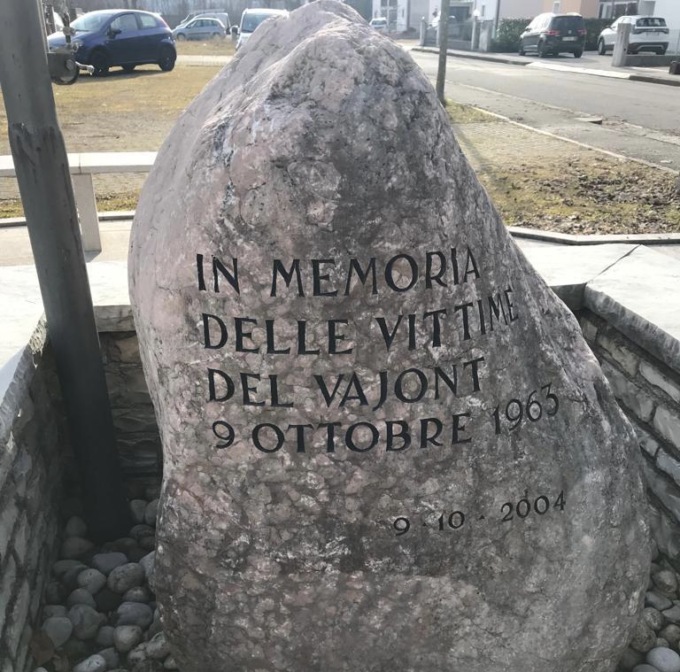 IN MEMORIA
DELLE VITTIME
DEL VAJONT
9 OTTOBRE 1963
9 - 10 - 2004